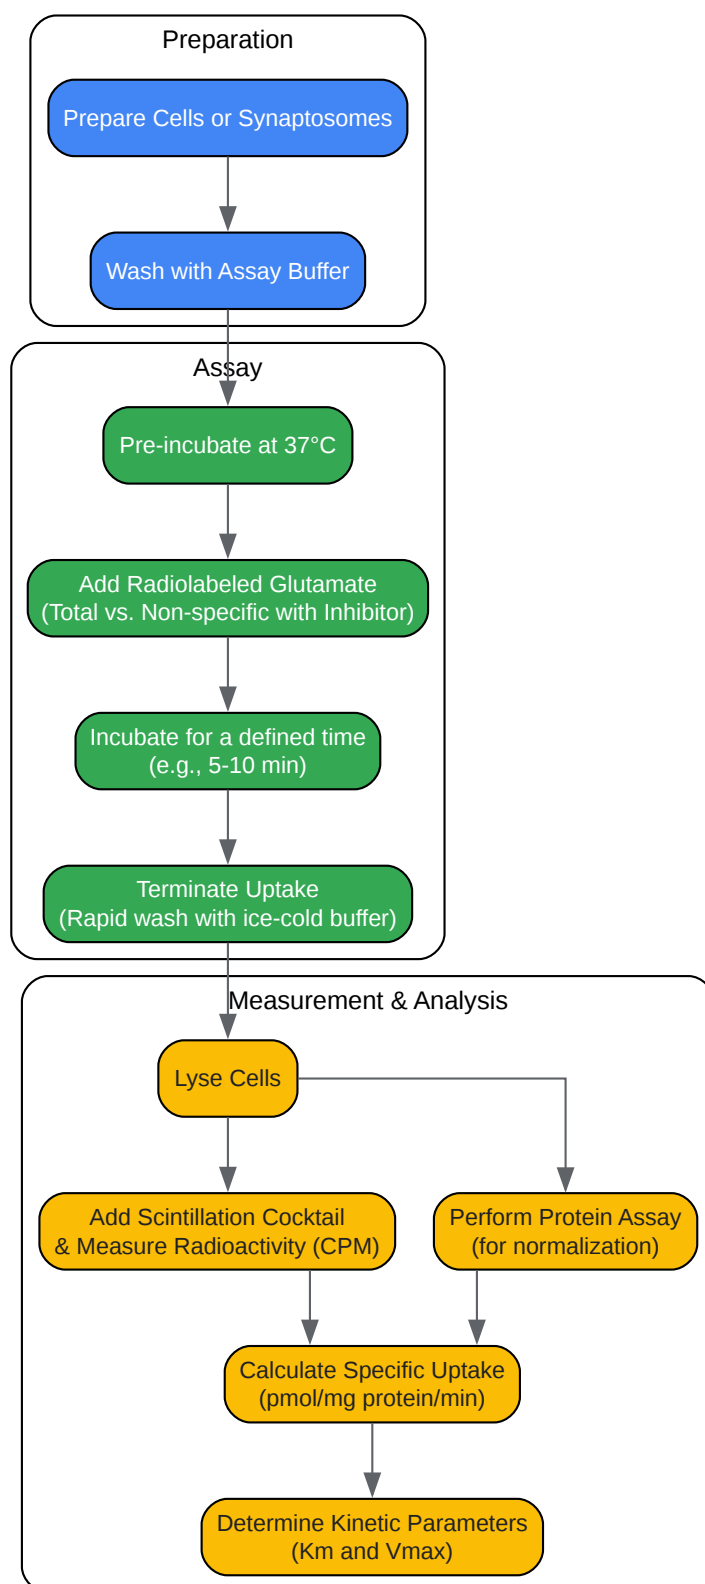 Preparation
Prepare Cells or Synaptosomes
Wash with Assay Buffer
Assay
Pre-incubate at 37°C
Add Radiolabeled Glutamate
(Total vs. Non-specific with Inhibitor)
Incubate for a defined time
(e.g., 5-10 min)
Terminate Uptake
(Rapid wash with ice-cold buffer)
Measurement & Analysis
Lyse Cells
Add Scintillation Cocktail
& Measure Radioactivity (CPM)
Perform Protein Assay
(for normalization)
Calculate Specific Uptake
(pmol/mg protein/min)
Determine Kinetic Parameters
(Km and Vmax)